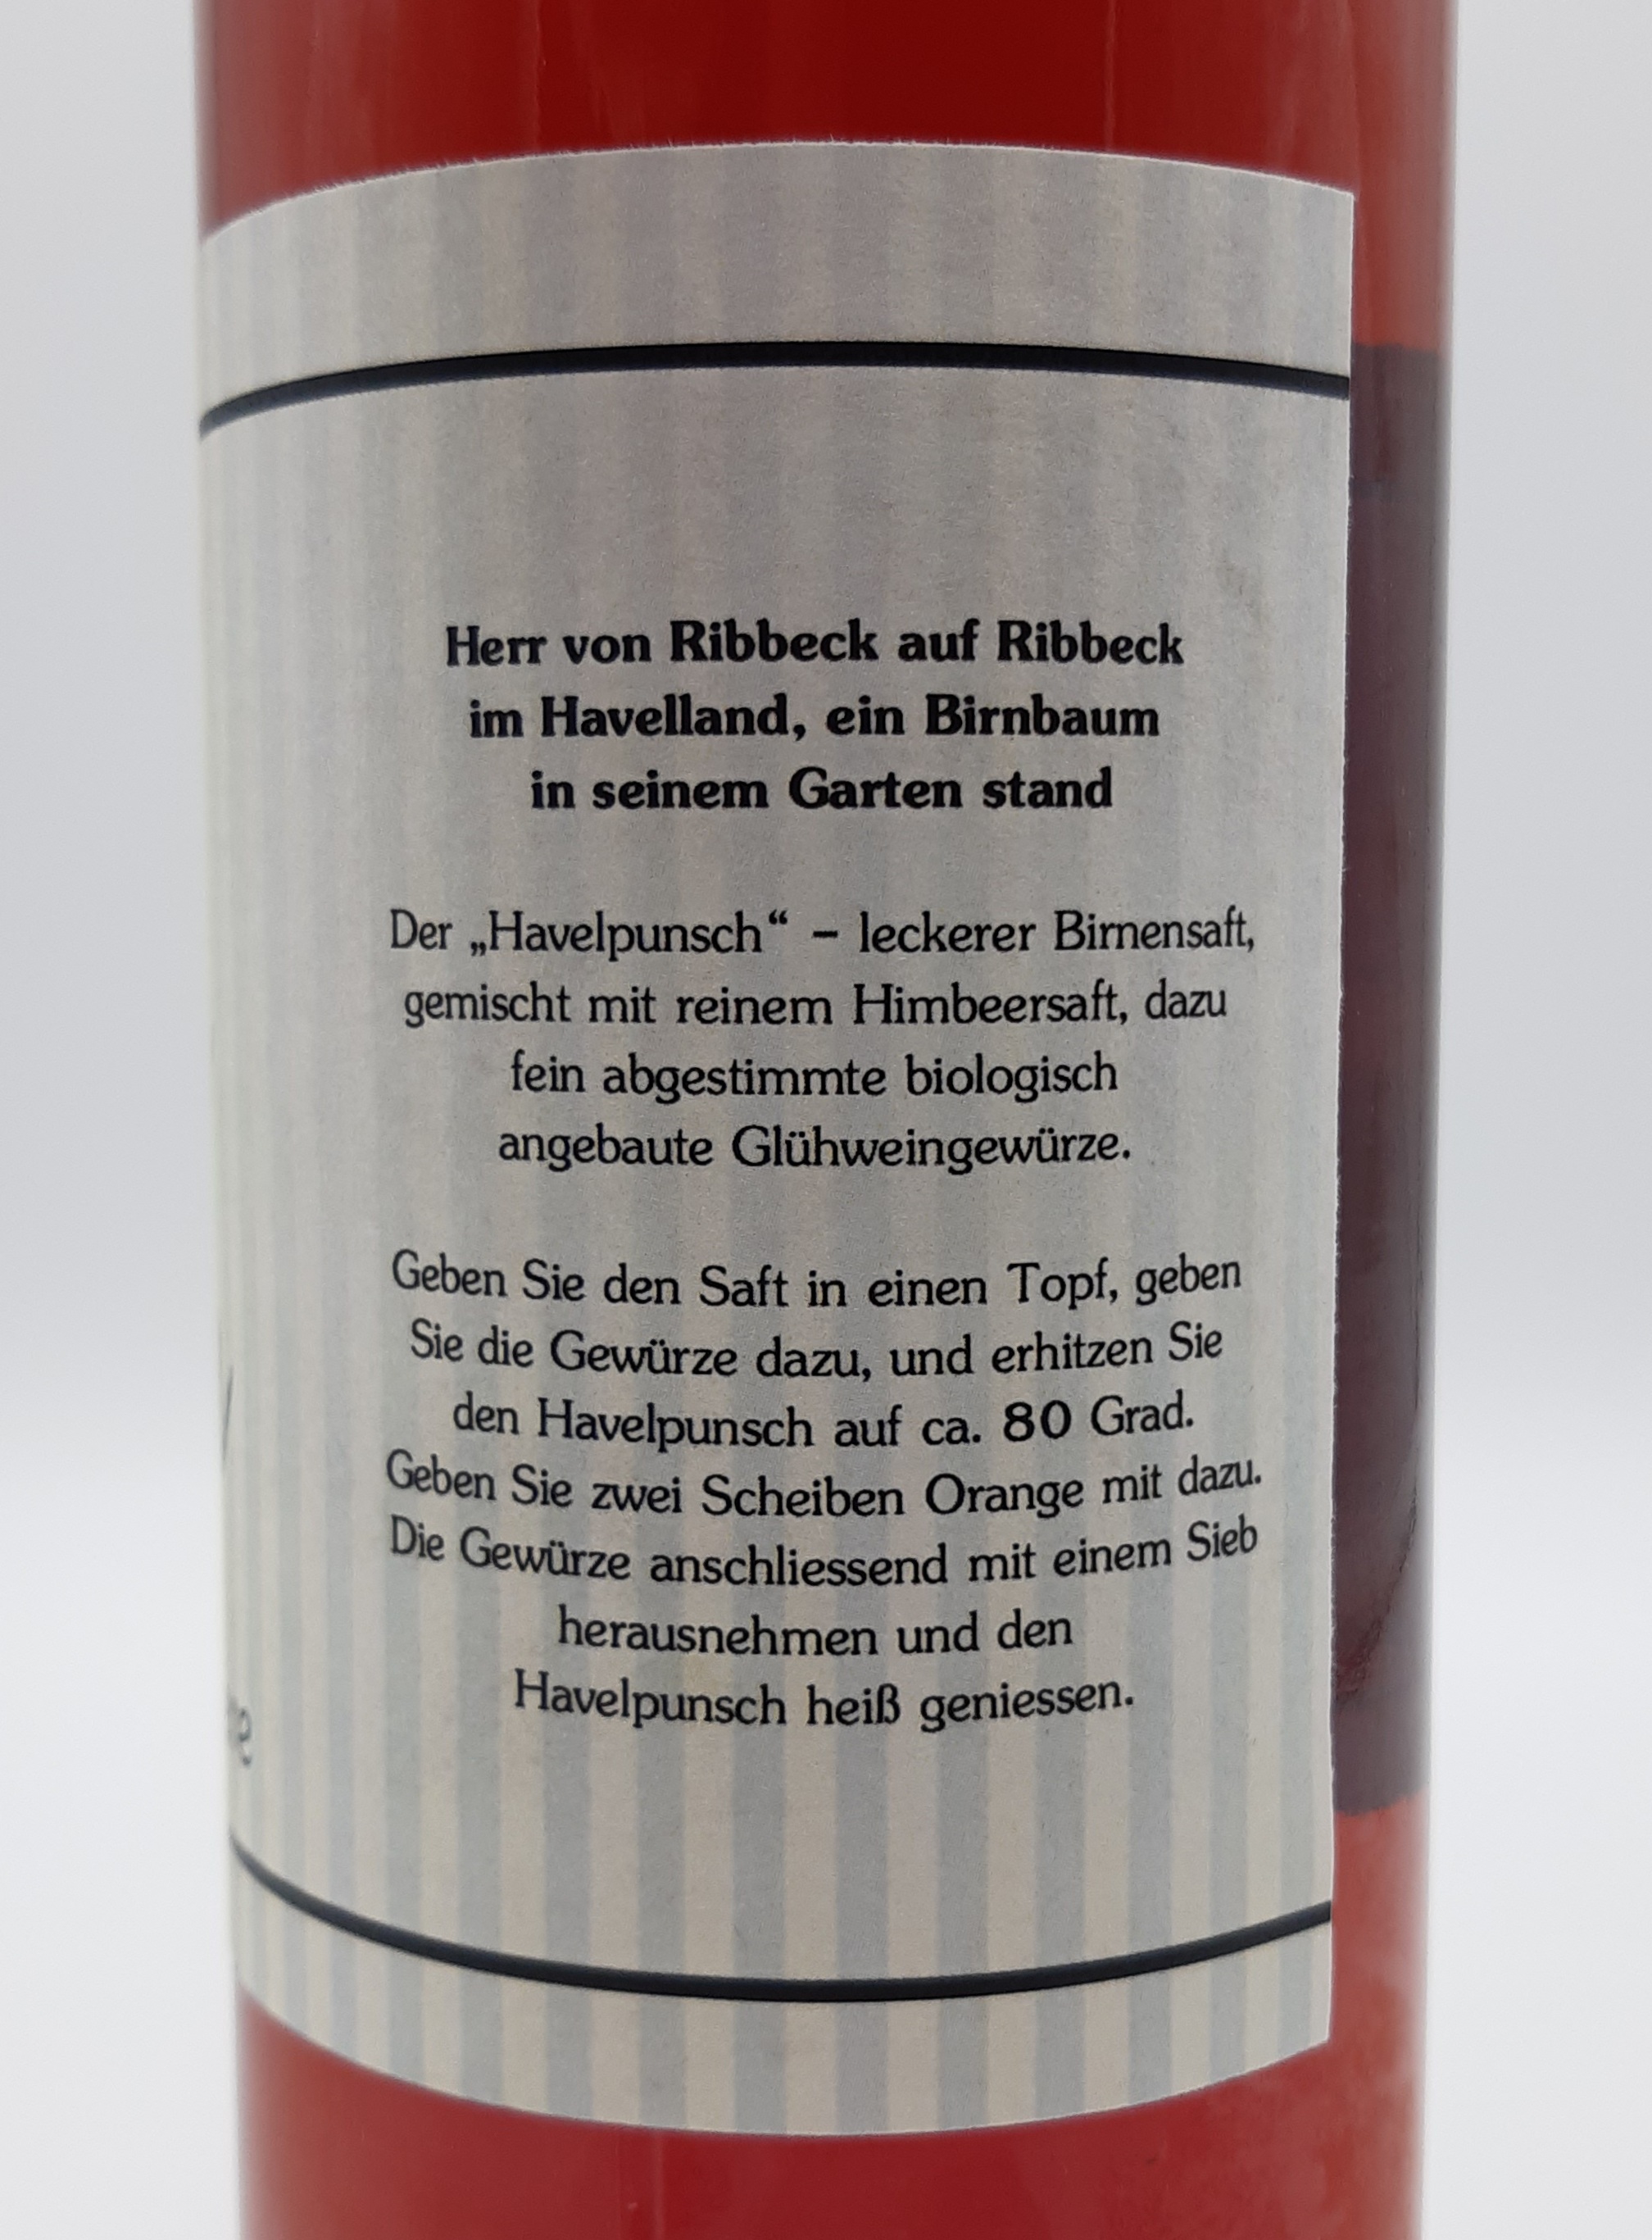 Herr von Ribbeck auf Ribbeck
im Havelland, ein Birnbaum
in seinem Garten stand
Der „Havelpunsch“ – leckerer Birnensaft,
gemischt mit reinem Himbeersaft, dazu
fein abgestimmte biologisch
angebaute Glühweingewürze.
Geben Sie den Saft in einen Topf, geben
Sie die Gewürze dazu, und erhitzen Sie
den Havelpunsch auf ca. 80 Grad.
Geben Sie zwei Scheiben Orange mit dazu.
Die Gewürze anschliessend mit einem Sieb
herausnehmen und den
Havelpunsch heiß geniessen.